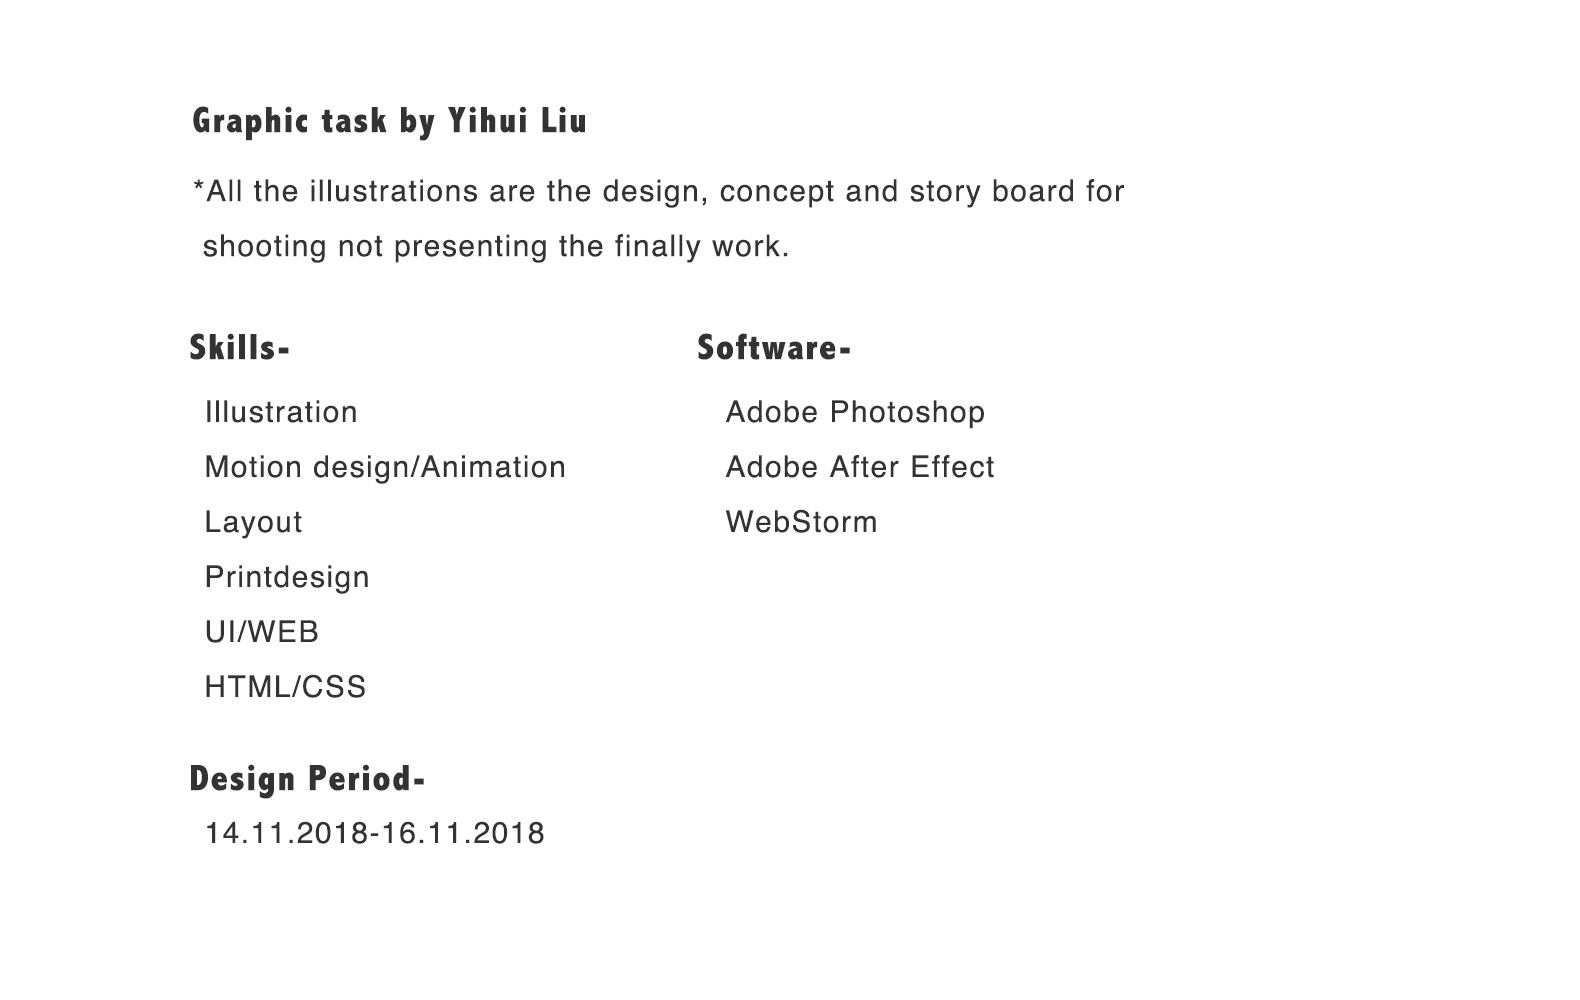 Graphic task by Yihui Liu
*All the illustrations are the design, concept and story board for
shooting not presenting the finally work.
Skills-
Illustration
Motion design/Animation
Layout
Printdesign
UI/WEB
HTML/CSS
Software-
Adobe Photoshop
Adobe After Effect
WebStorm
Design Period-
14.11.2018-16.11.2018